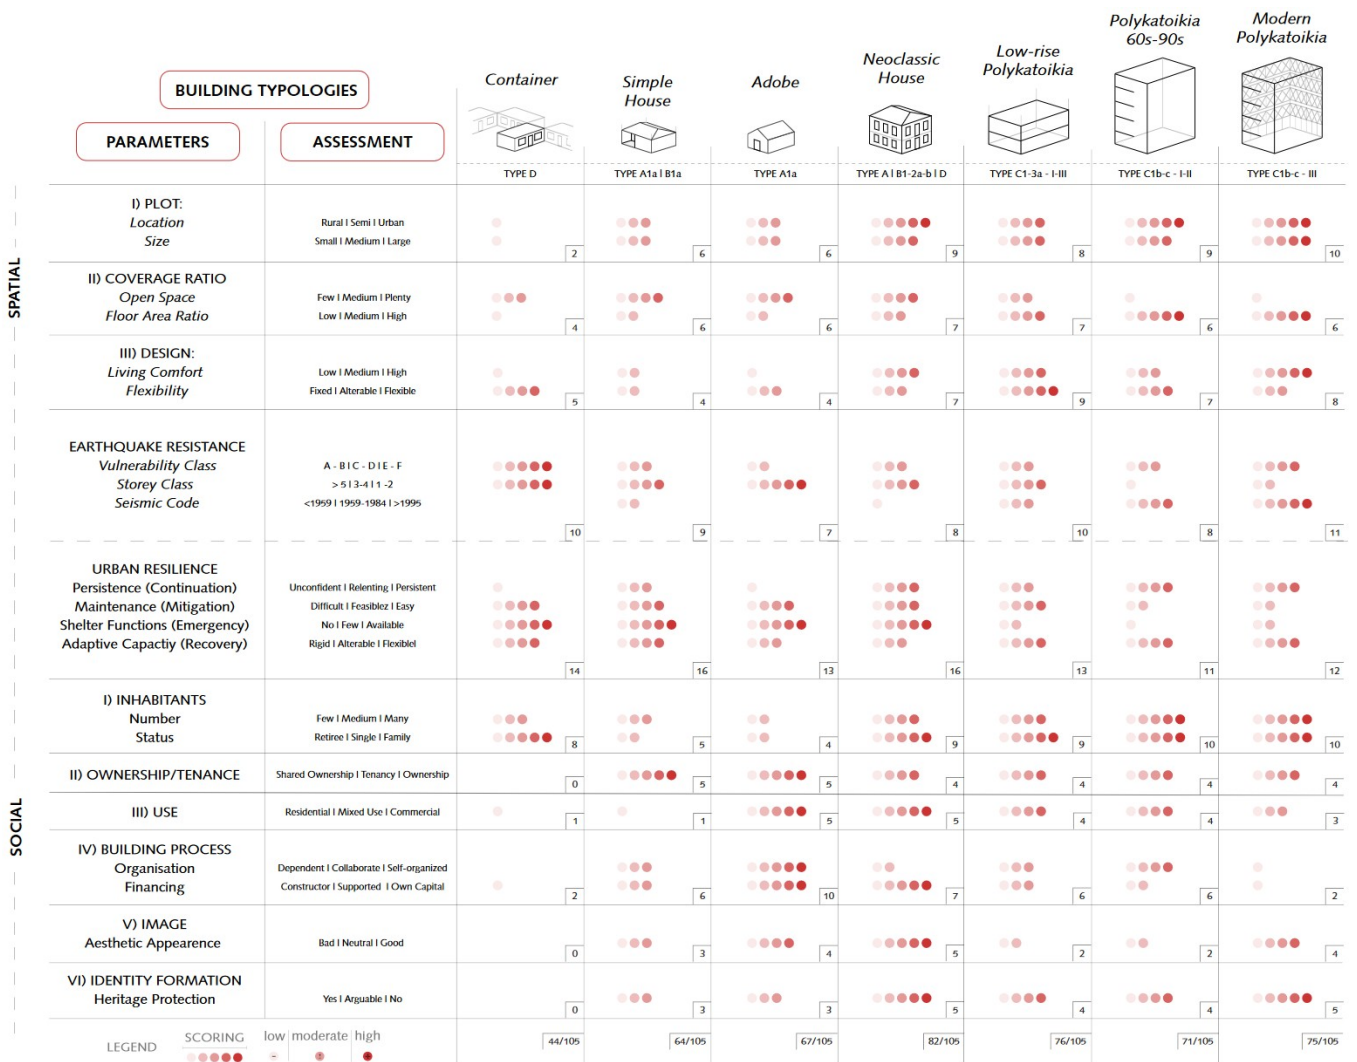 Polykatoikia
60s-90s
Modern
Polykatoikia
Neoclassic
House
Low-rise
Polykatoikia
Container
Simple
House
Adobe
BUILDING TYPOLOGIES
PARAMETERS ASSESSMENT
TYPE D TYPE A1a I B1a TYPE A1a TYPE A I B1-2a-b I D TYPE C1-3a - I-III TYPE C1b-c - I-II TYPE C1b-c - III
SPATIAL
I) PLOT:
Location Rural I Semi I Urban
Size Small I Medium I Large
2 6 6 9 8 9 10
II) COVERAGE RATIO
Open Space Few I Medium I Plenty
Floor Area Ratio Low I Medium I High
4 6 6 7 7 6 6
III) DESIGN:
Living Comfort Low I Medium I High
Flexibility Fixed I Alterable I Flexible
5 4 4 7 9 7 8
EARTHQUAKE RESISTANCE
Vulnerability Class A - B I C - D I E - F
Storey Class > 5 I 3-4 I 1 -2
Seismic Code <1959 I 1959-1984 I >1995
10 9 7 8 10 8 11
URBAN RESILIENCE
Persistence (Continuation) Unconfident I Relenting I Persistent
Maintenance (Mitigation) Difficult I Feasiblez I Easy
Shelter Functions (Emergency) No I Few I Available
Adaptive Capactiy (Recovery) Rigid I Alterable I Flexiblel
14 16 13 16 13 11 12
SOCIAL
I) INHABITANTS
Number Few I Medium I Many
Status Retiree I Single I Family
8 5 4 9 9 10 10
II) OWNERSHIP/TENANCE Shared Ownership I Tenancy I Ownership
0 5 5 4 4 4 4
III) USE Residential I Mixed Use I Commercial
1 1 5 5 4 4 3
IV) BUILDING PROCESS
Organisation Dependent I Collaborate I Self-organized
Financing Constructor I Supported I Own Capital
2 6 10 7 6 6 2
V) IMAGE
Aesthetic Appearence Bad I Neutral I Good
0 3 4 5 2 2 4
VI) IDENTITY FORMATION
Heritage Protection Yes I Arguable I No
0 3 3 5 4 4 5
LEGEND SCORING low moderate high
44/105 64/105 67/105 82/105 76/105 71/105 75/105